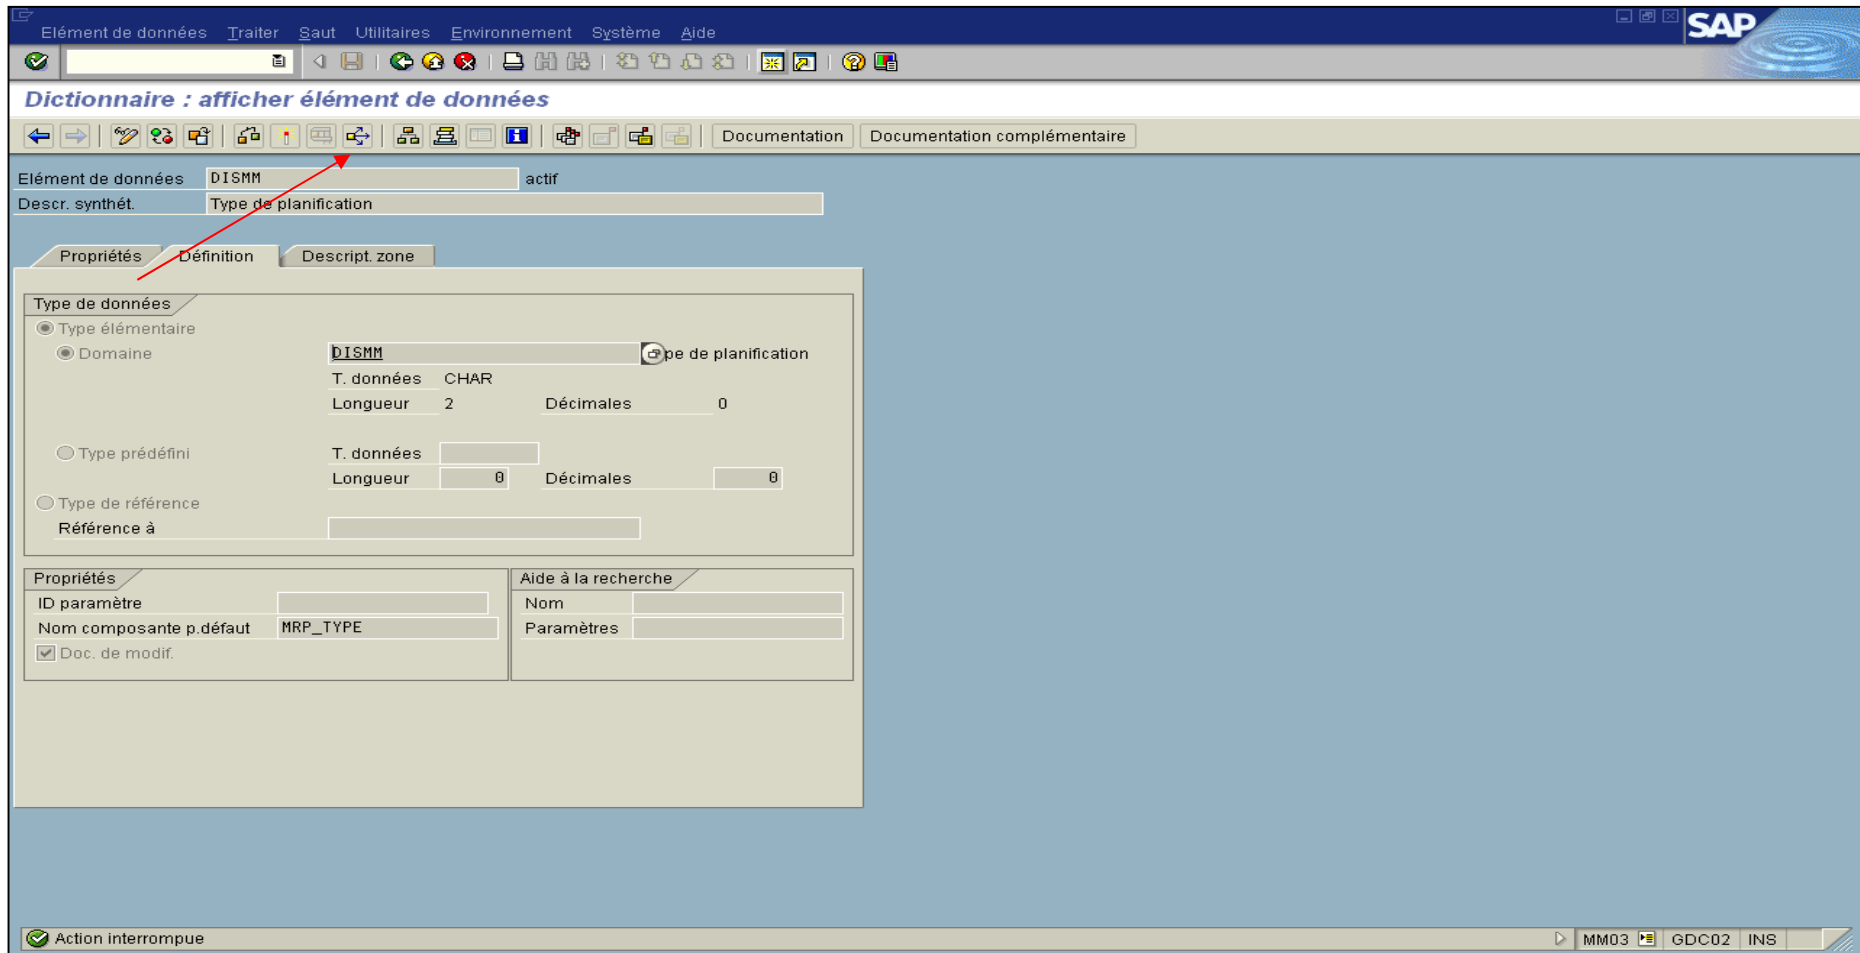 Elément de données Traiter Saut Utilitaires Environnement Système Aide
SAP
Dictionnaire : afficher élément de données
Documentation Documentation complémentaire
Elément de données DISMM actif
Descr. synthét. Type de planification
Propriétés Définition Descript. zone
Type de données
Type élémentaire
Domaine DISMM pe de planification
T. données CHAR
Longueur 2 Décimales 0
Type prédéfini T. données
Longueur 0 Décimales 0
Type de référence
Référence à
Propriétés Aide à la recherche
ID paramètre Nom
Nom composante p.défaut MRP_TYPE Paramètres
Doc. de modif.
Action interrompue MM03 GDC02 INS